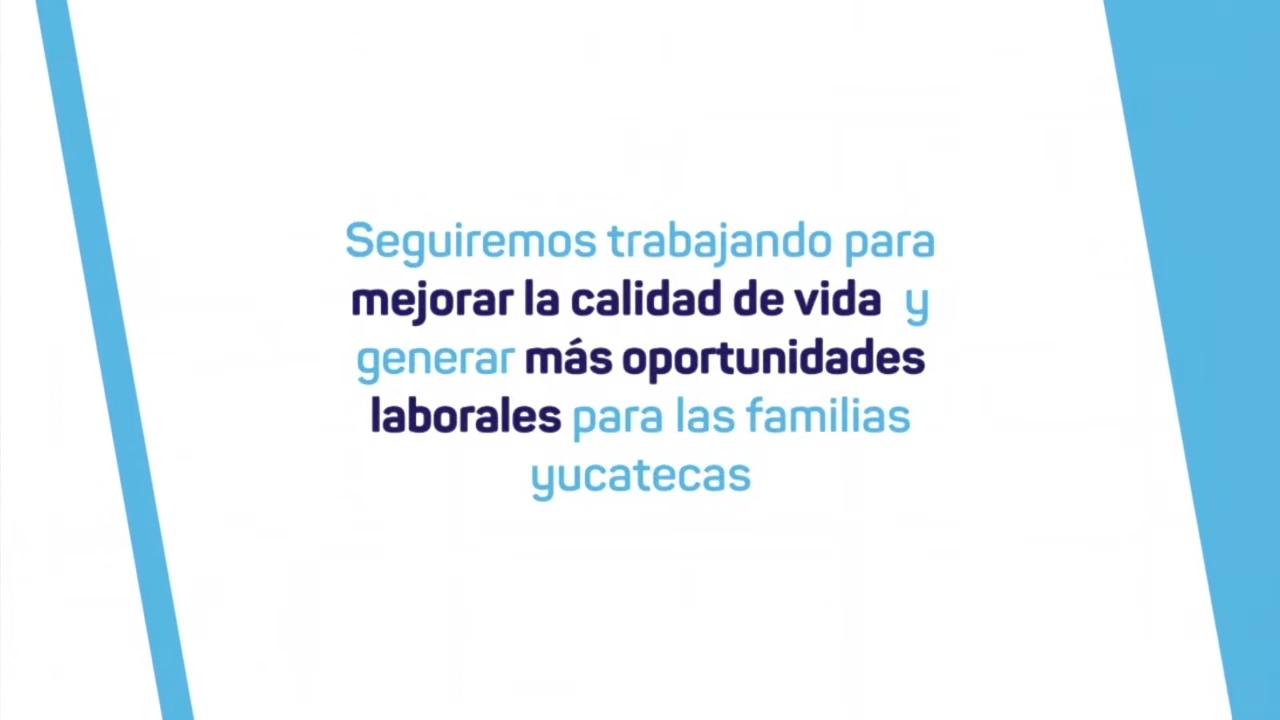 Seguiremos trabajando para
mejorar la calidad de vida y
generar más oportunidades
laborales para las familias
yucatecas